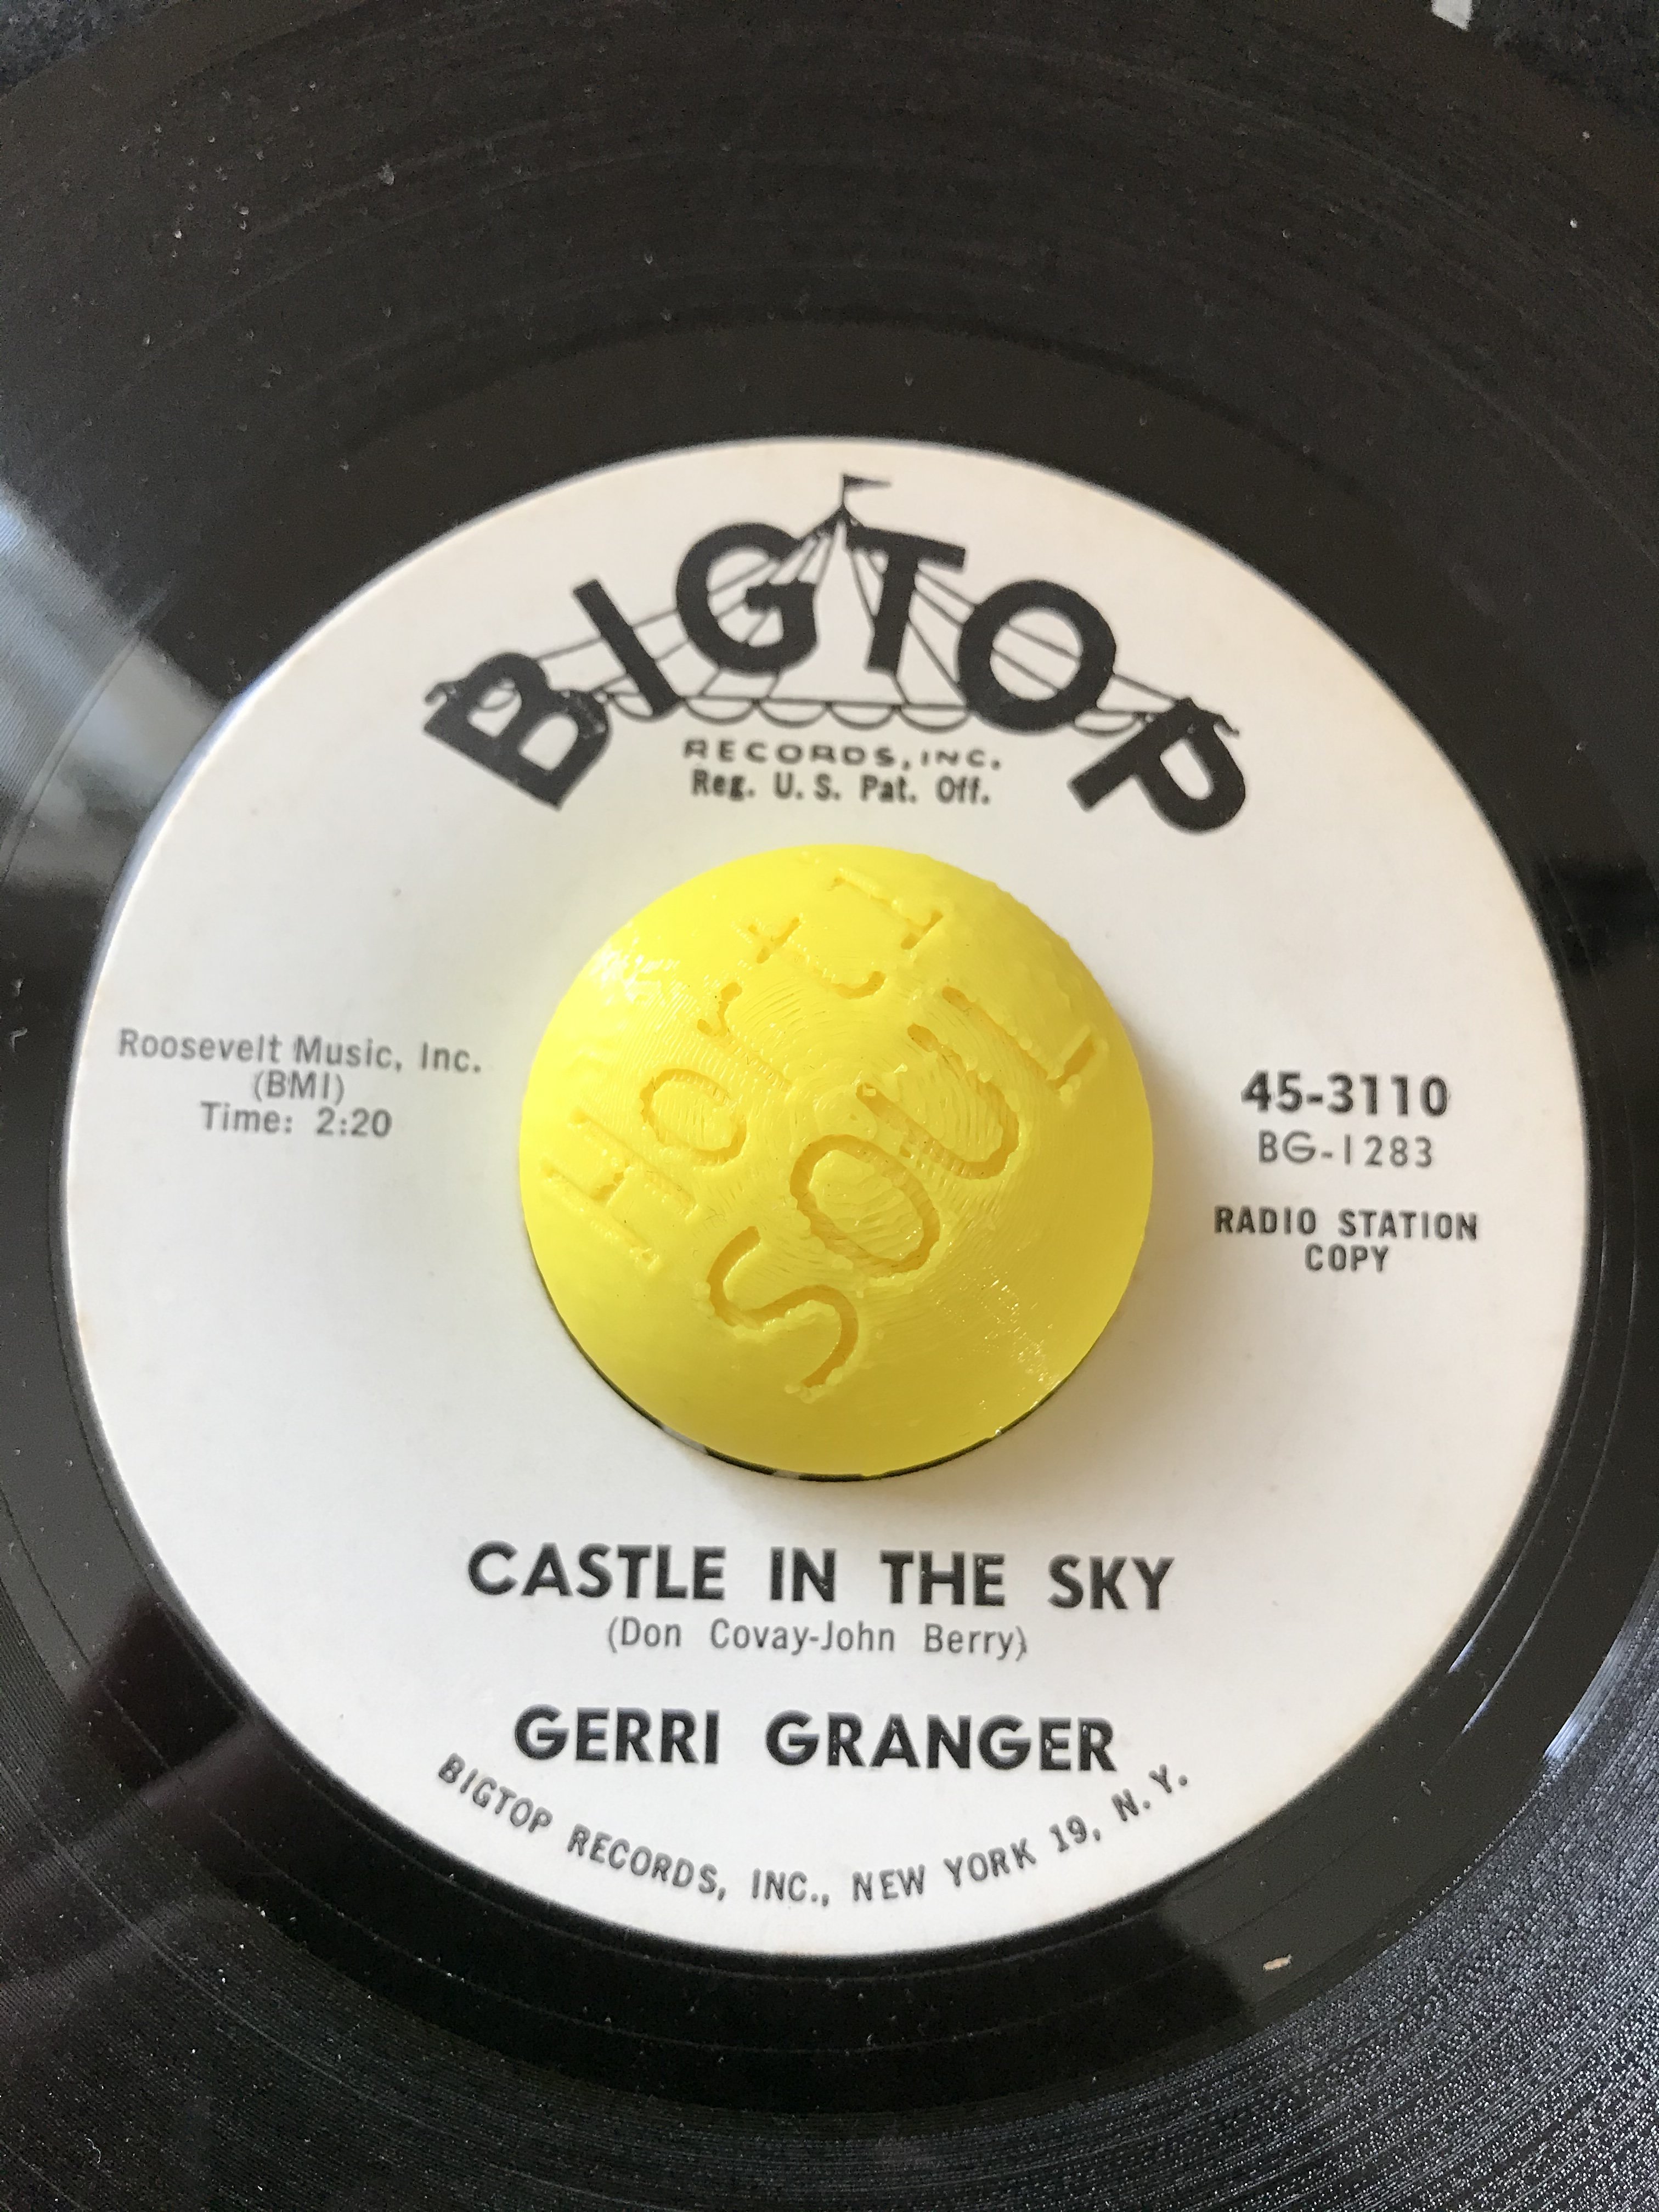 BIGTOP
RECORDS, INC.
Reg. U. S. Pat. Off.
Roosevelt Music, Inc.
(BMI)
Time: 2:20
45-3110
BG-1283
RADIO STATION
COPY
SOUL
CASTLE IN THE SKY
(Don Covay-John Berry)
GERRI GRANGER
BIGTOP RECORDS, INC., NEW YORK 19, N. Y.